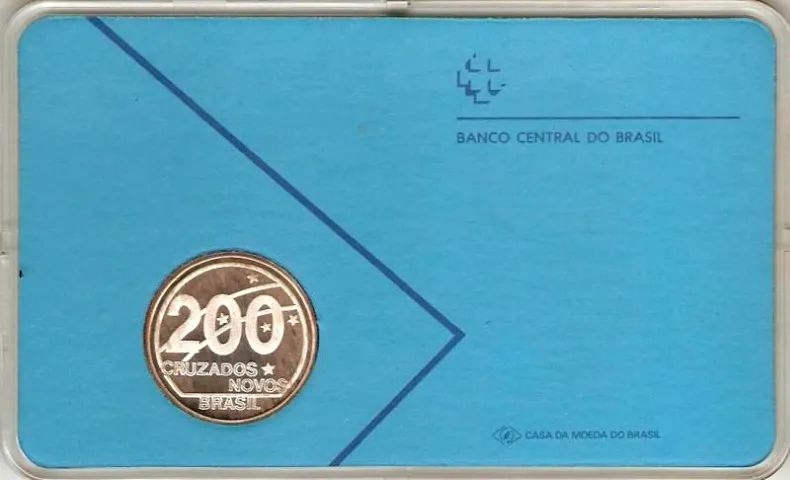 BANCO CENTRAL DO BRASIL
200
CRUZADOS
NOVOS
BRASIL
CASA DA MOEDA DO BRASIL